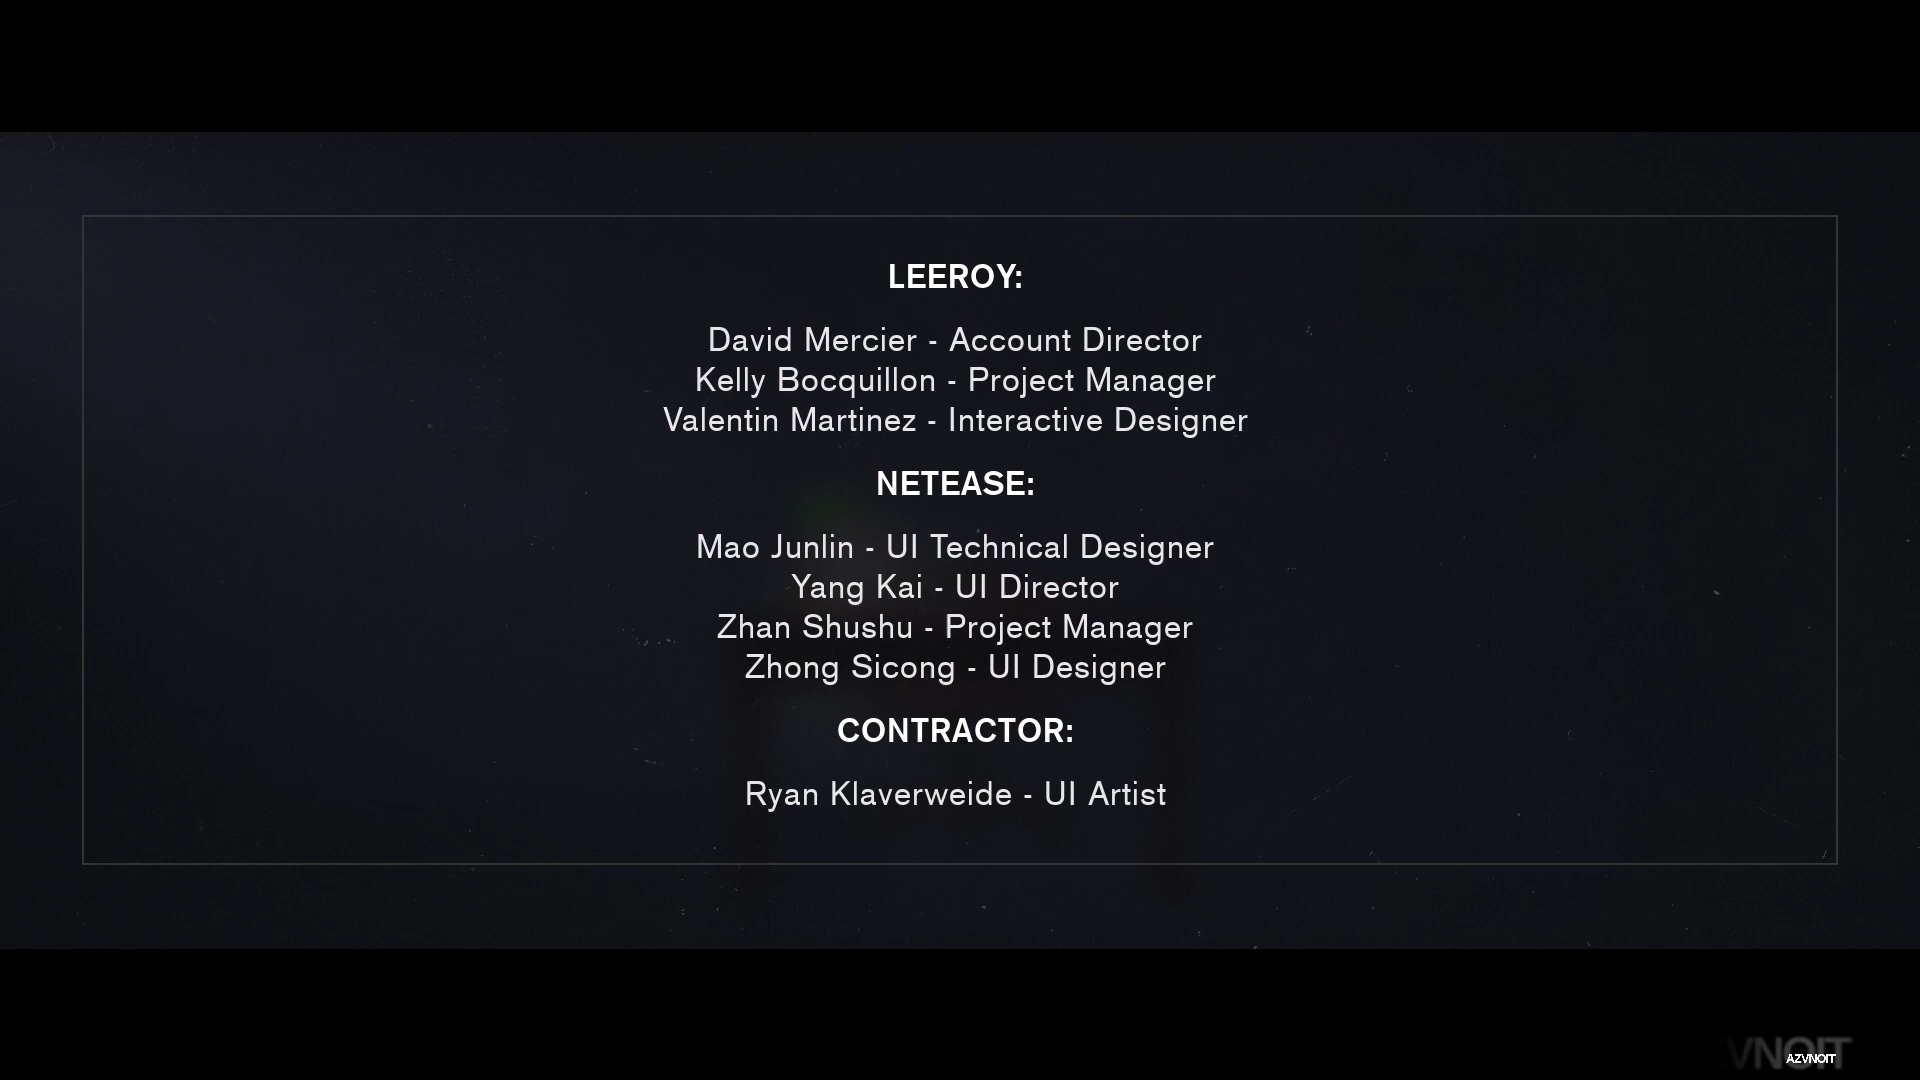 LEEROY:
David Mercier - Account Director
Kelly Bocquillon - Project Manager
Valentin Martinez - Interactive Designer
NETEASE:
Mao Junlin - UI Technical Designer
Yang Kai - UI Director
Zhan Shushu - Project Manager
Zhong Sicong - UI Designer
CONTRACTOR:
Ryan Klaverweide - UI Artist
VNOIT
AZVNOIT